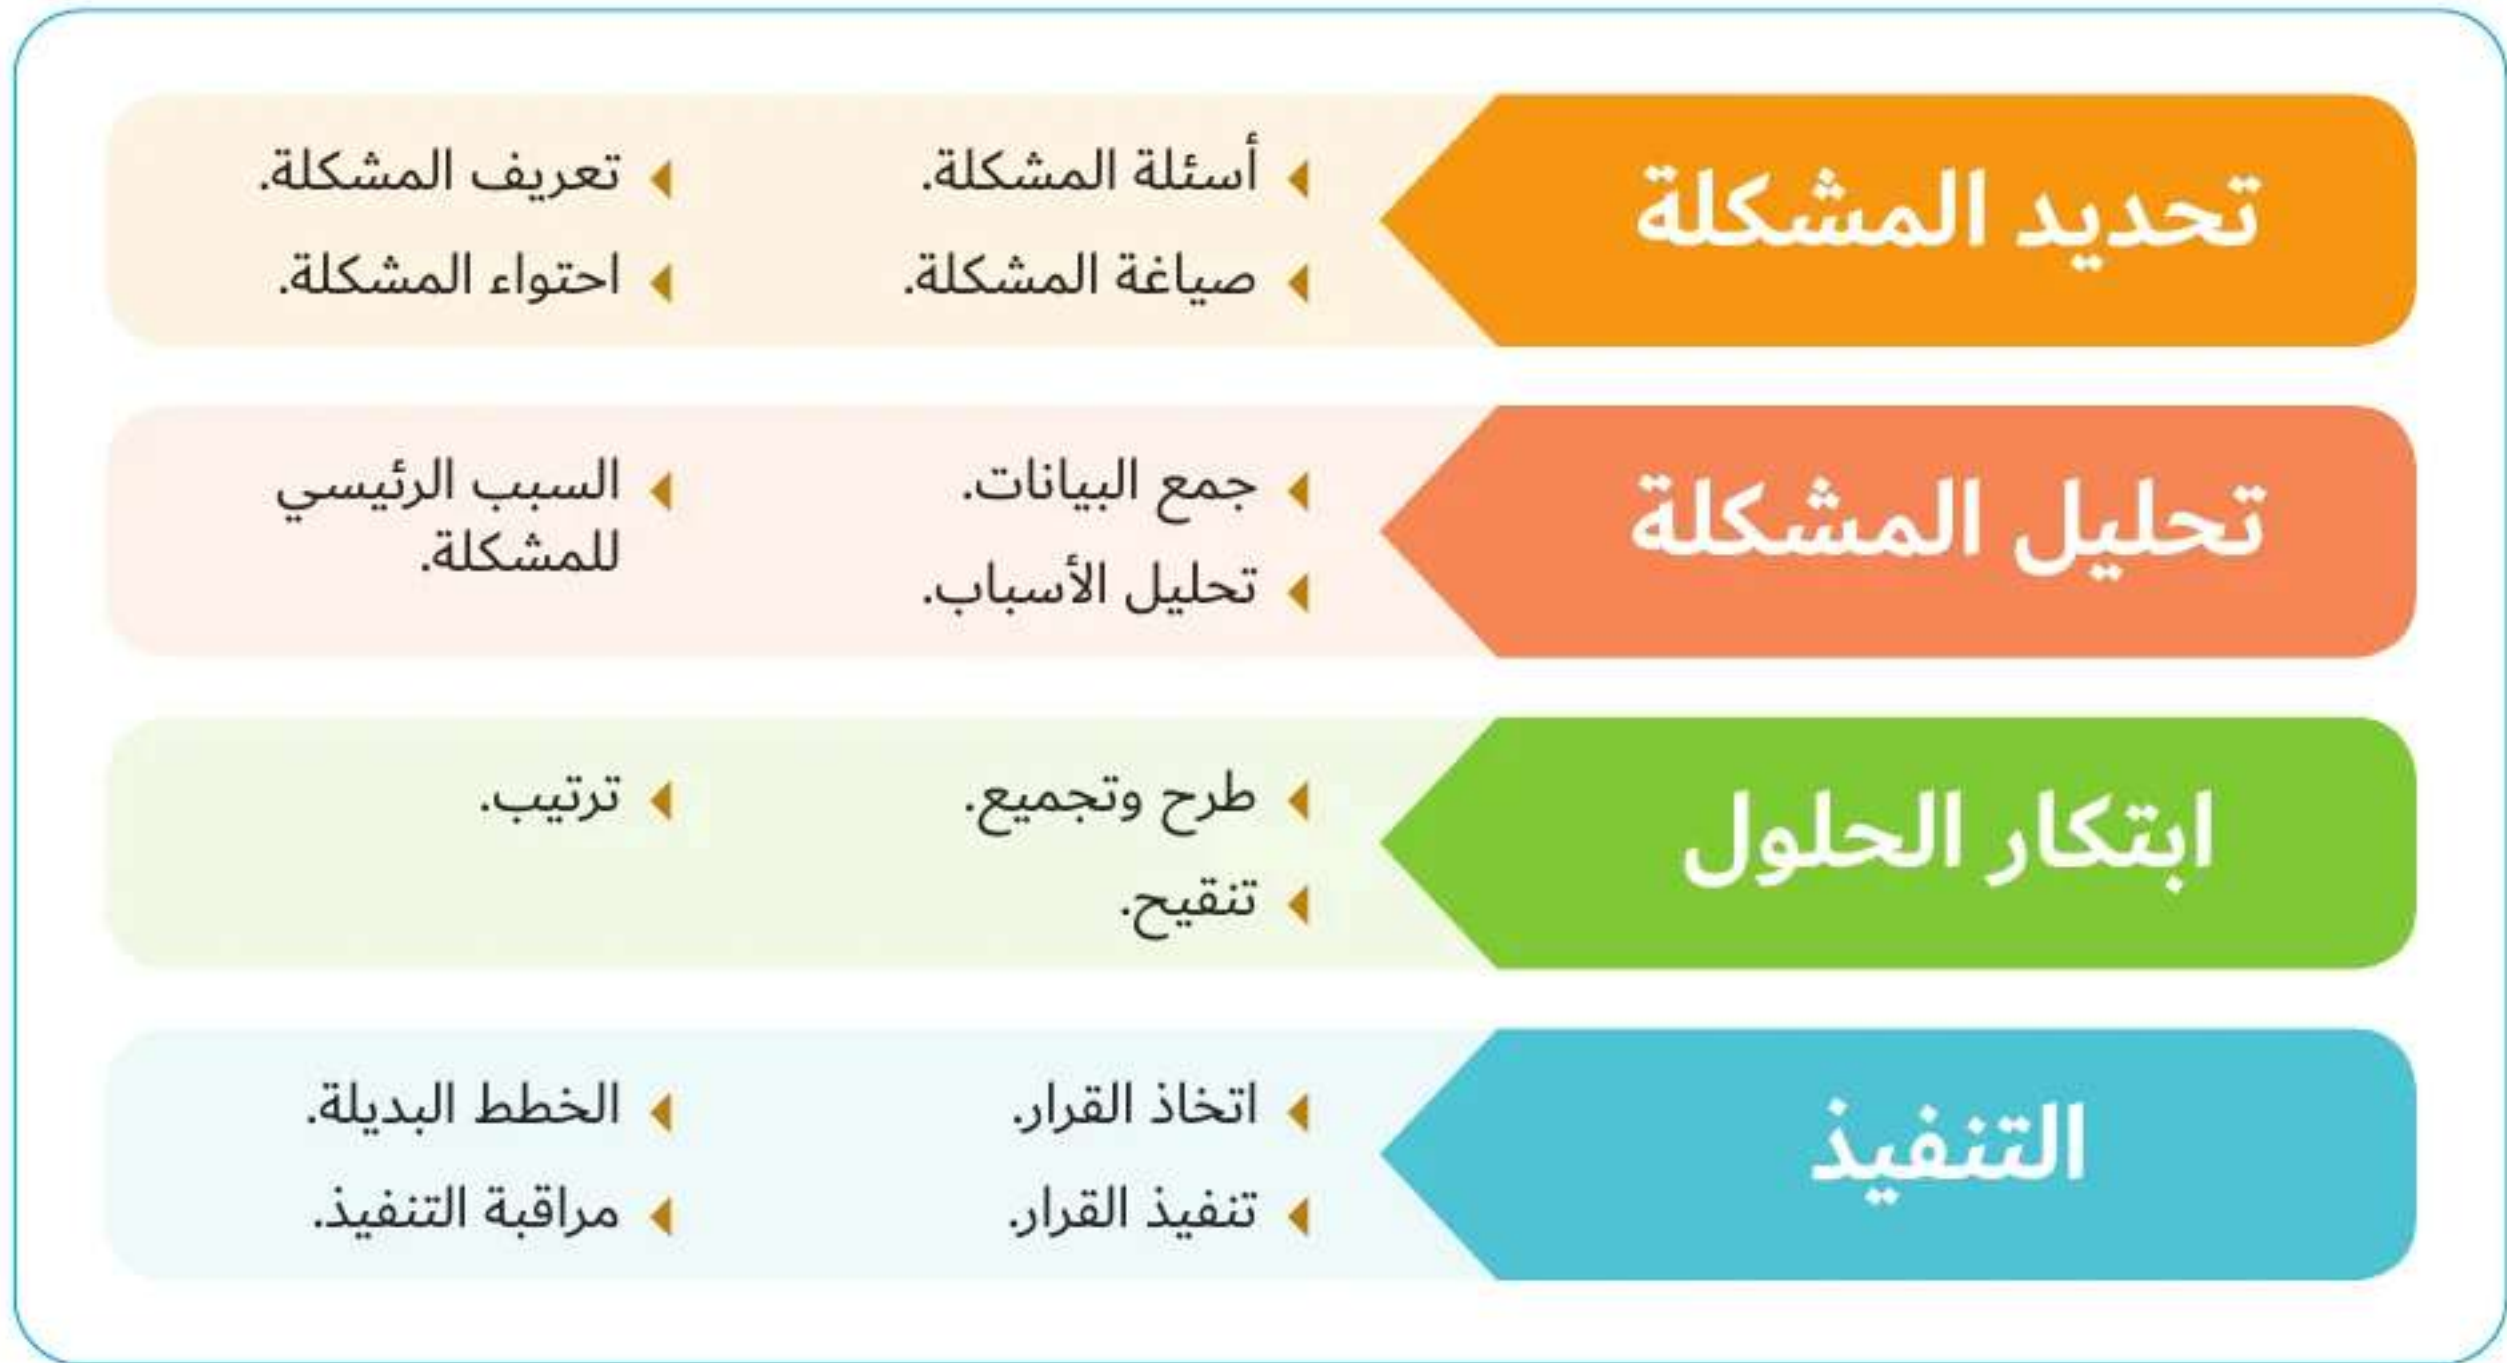 تحديد المشكلة
أسئلة المشكلة.
صياغة المشكلة.
تعريف المشكلة.
احتواء المشكلة.
تحليل المشكلة
جمع البيانات.
تحليل الأسباب.
السبب الرئيسي
للمشكلة.
ابتكار الحلول
طرح وتجميع.
تنقيح.
ترتيب.
التنفيذ
اتخاذ القرار.
تنفيذ القرار.
الخطط البديلة.
مراقبة التنفيذ.